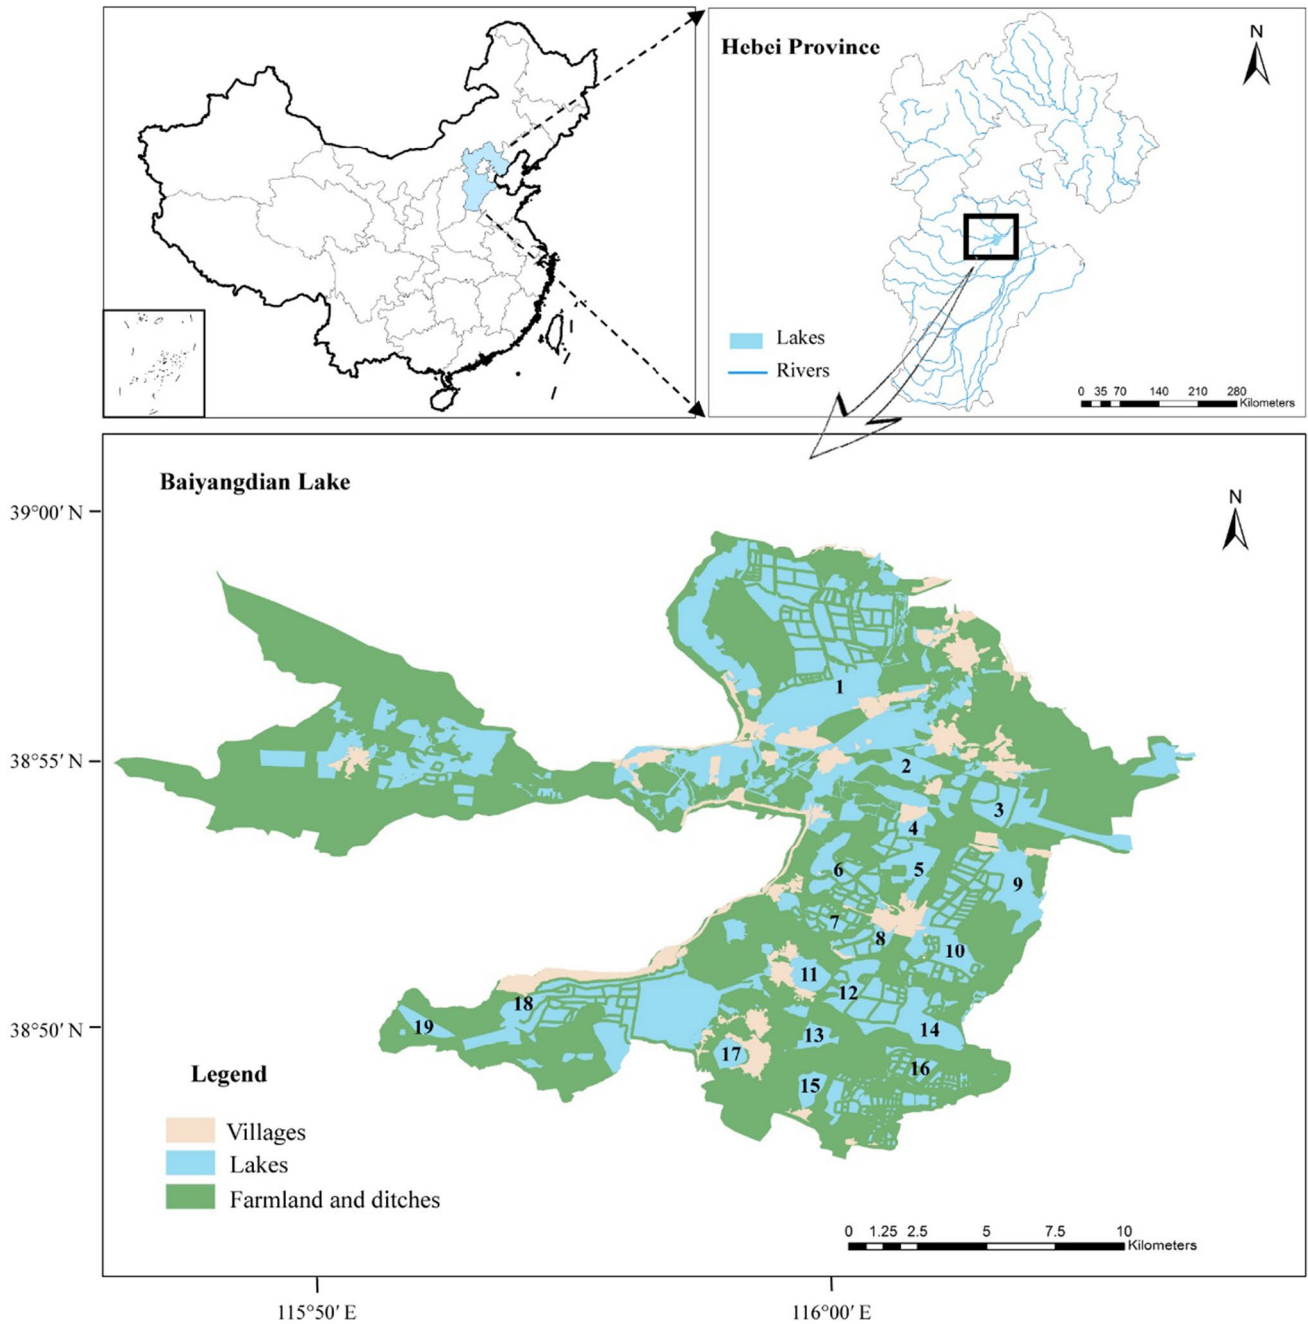 Hebei Province
N
Lakes
Rivers
0 35 70 140 210 280
Kilometers
Baiyangdian Lake
N
39°00′ N
38°55′ N
38°50′ N
1
2
3
4
5
6
7
8
9
10
11
12
13
14
15
16
17
18
19
Legend
Villages
Lakes
Farmland and ditches
0 1.25 2.5 5 7.5 10
Kilometers
115°50′ E
116°00′ E